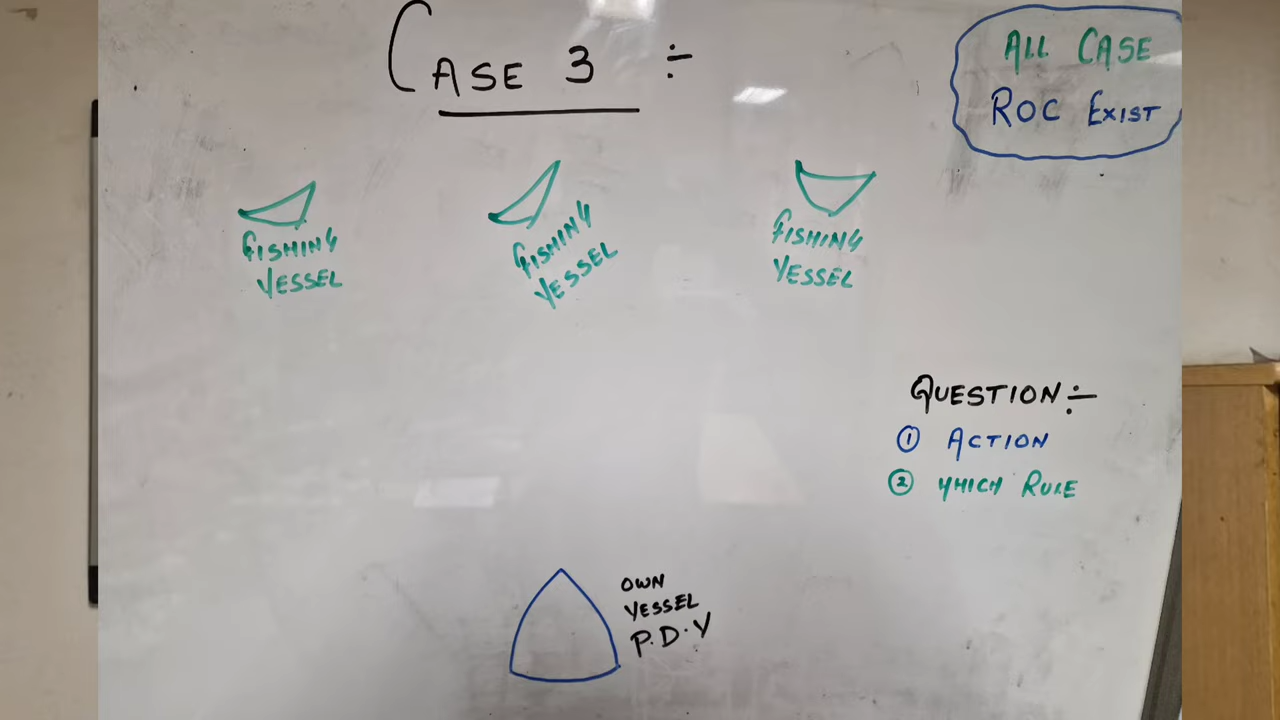 CASE 3 ÷
ALL CASE
ROC EXIST
FISHING
VESSEL
FISHING
VESSEL
FISHING
VESSEL
QUESTION ÷
① ACTION
② WHICH RULE
OWN
VESSEL
P.D.V